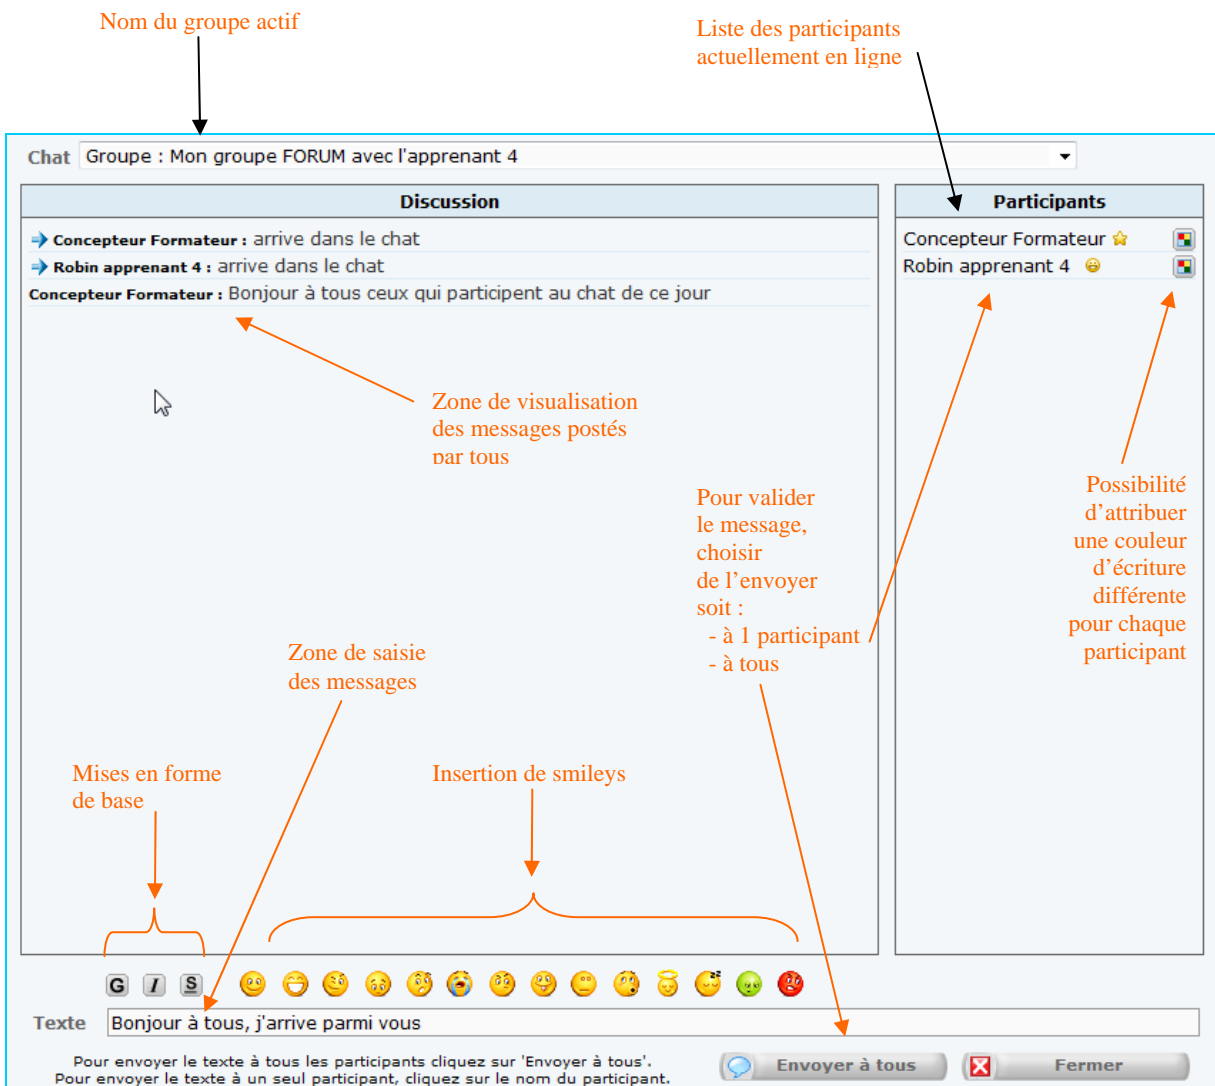 Nom du groupe actif
Liste des participants
actuellement en ligne
Chat Groupe : Mon groupe FORUM avec l'apprenant 4
Discussion
Participants
Concepteur Formateur : arrive dans le chat
Robin apprenant 4 : arrive dans le chat
Concepteur Formateur : Bonjour à tous ceux qui participent au chat de ce jour
Concepteur Formateur
Robin apprenant 4
Zone de visualisation
des messages postés
par tous
Pour valider
le message,
choisir
de l’envoyer
soit :
- à 1 participant
- à tous
Possibilité
d’attribuer
une couleur
d’écriture
différente
pour chaque
participant
Zone de saisie
des messages
Mises en forme
de base
Insertion de smileys
G I S
Texte Bonjour à tous, j'arrive parmi vous
Pour envoyer le texte à tous les participants cliquez sur 'Envoyer à tous'.
Pour envoyer le texte à un seul participant, cliquez sur le nom du participant.
Envoyer à tous
Fermer